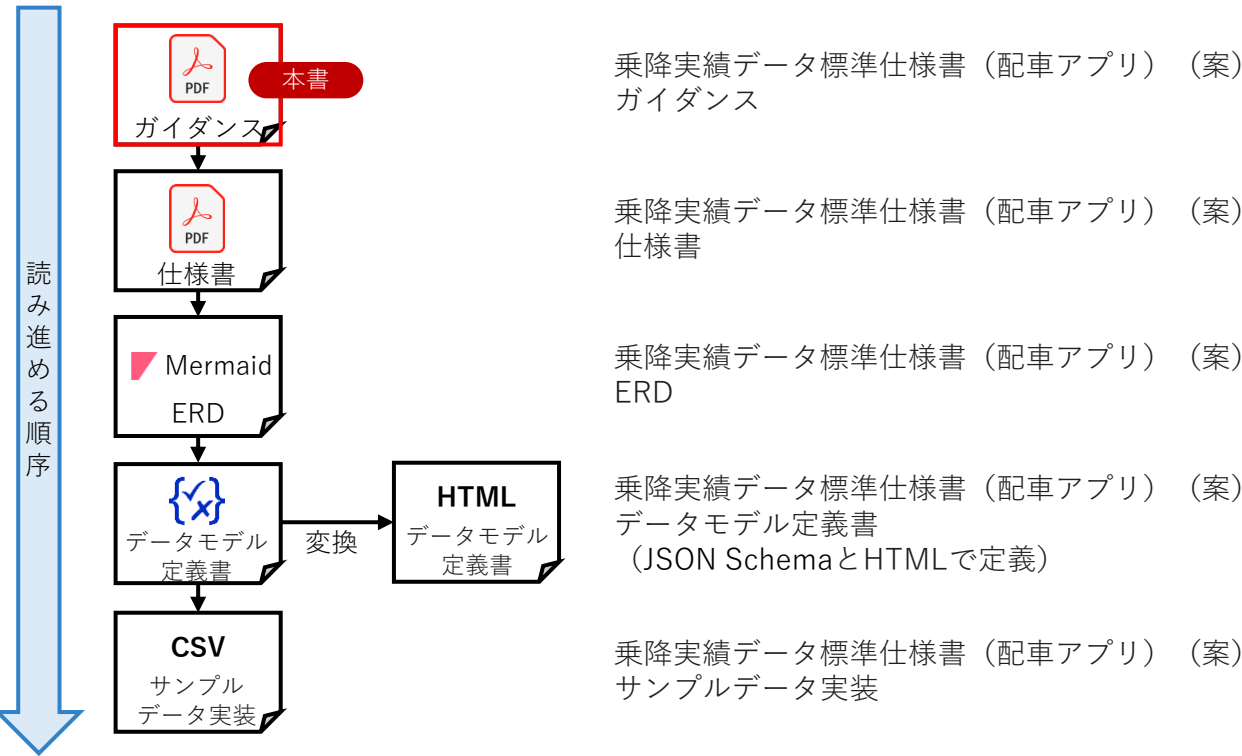 読み進める順序
PDF
本書
ガイダンス
乗降実績データ標準仕様書（配車アプリ）（案）
ガイダンス
PDF
仕様書
乗降実績データ標準仕様書（配車アプリ）（案）
仕様書
Mermaid
ERD
乗降実績データ標準仕様書（配車アプリ）（案）
ERD
{✓x}
データモデル
定義書
変換
HTML
データモデル
定義書
乗降実績データ標準仕様書（配車アプリ）（案）
データモデル定義書
（JSON SchemaとHTMLで定義）
CSV
サンプル
データ実装
乗降実績データ標準仕様書（配車アプリ）（案）
サンプルデータ実装